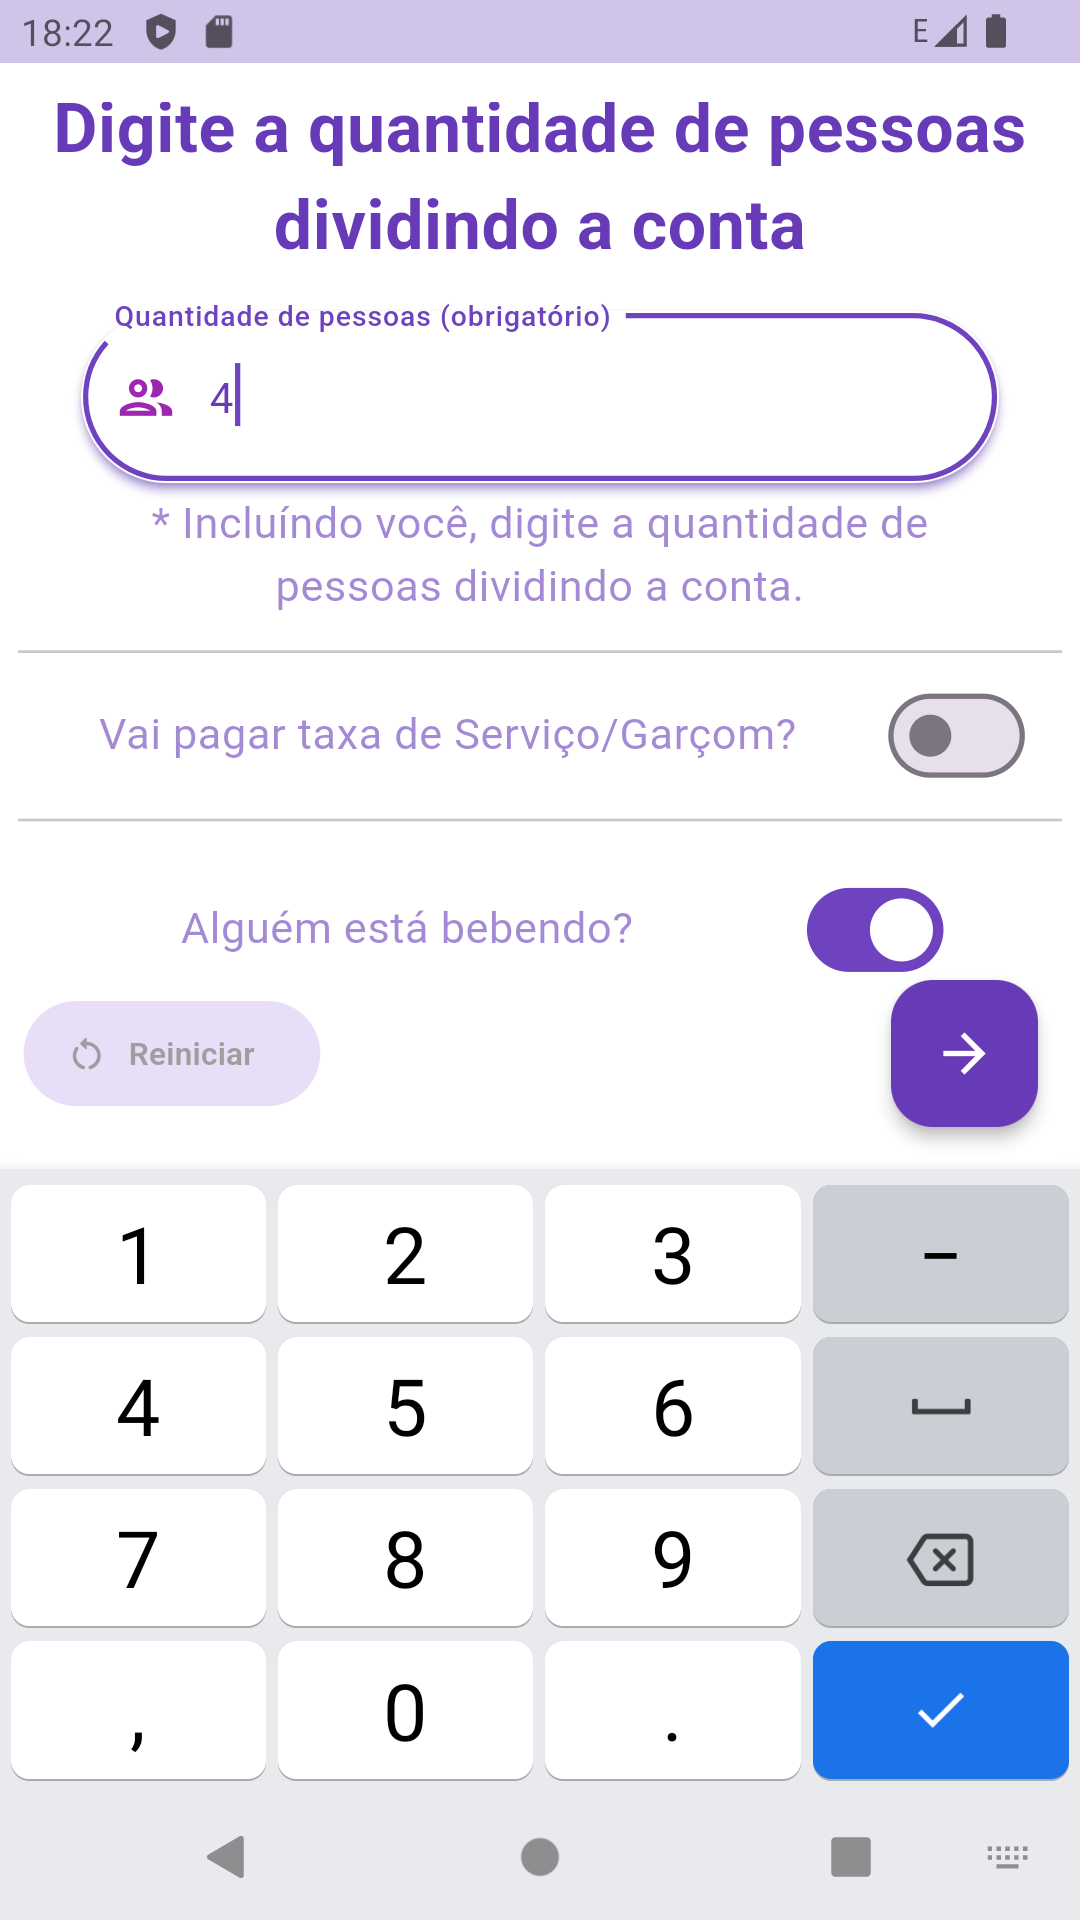 18:22
E
Digite a quantidade de pessoas
dividindo a conta
Quantidade de pessoas (obrigatório)
4
* Incluíndo você, digite a quantidade de
pessoas dividindo a conta.
Vai pagar taxa de Serviço/Garçom?
Alguém está bebendo?
Reiniciar
1 2 3 –
4 5 6
7 8 9
, 0 .